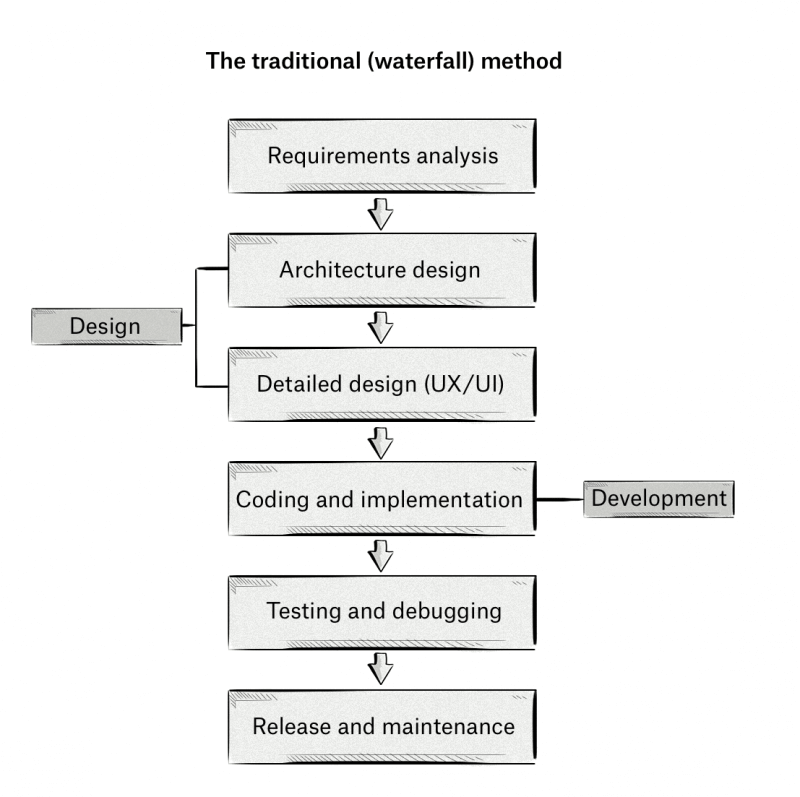 The traditional (waterfall) method
Requirements analysis
Architecture design
Design
Detailed design (UX/UI)
Coding and implementation
Development
Testing and debugging
Release and maintenance